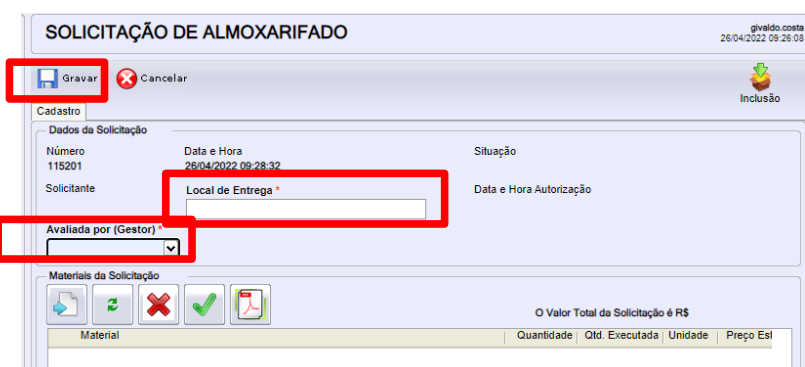 SOLICITAÇÃO DE ALMOXARIFADO
givaldo.costa
26/04/2022 09:26:08
Gravar Cancelar
Inclusão
Cadastro
Dados da Solicitação
Número Data e Hora Situação
115201 26/04/2022 09:28:32
Solicitante Local de Entrega * Data e Hora Autorização
Avaliada por (Gestor) *
Materiais da Solicitação
O Valor Total da Solicitação é R$
Material Quantidade Qtd. Executada Unidade Preço Est